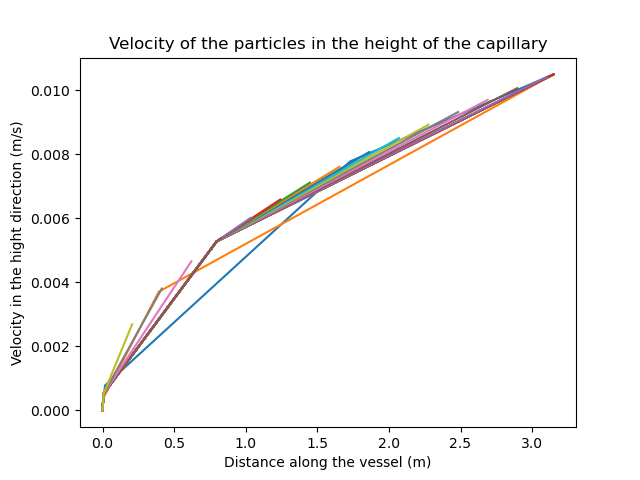 Velocity of the particles in the height of the capillary
0.010
0.008
0.006
0.004
0.002
0.000
Velocity in the hight direction (m/s)
0.0 0.5 1.0 1.5 2.0 2.5 3.0
Distance along the vessel (m)